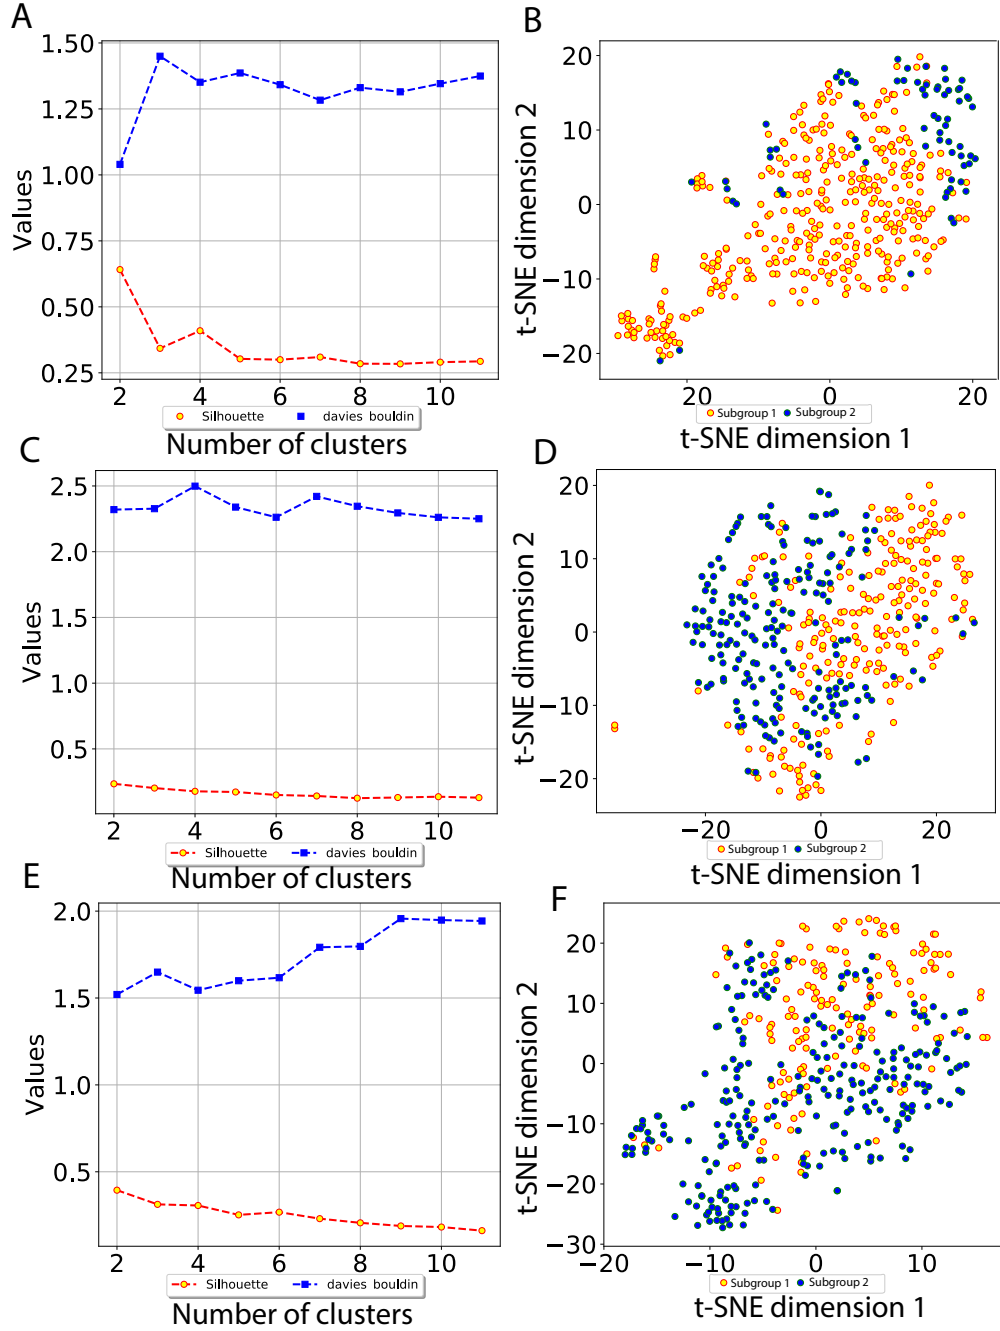 A
1.50
1.25
1.00
0.75
0.50
0.25
Values
2 4 6 8 10
Silhouette davies bouldin
Number of clusters
B
20
10
0
−10
−20
t-SNE dimension 2
20 0 20
Subgroup 1 Subgroup 2
t-SNE dimension 1
C
2.5
2.0
1.5
1.0
0.5
Values
2 4 6 8 10
Silhouette davies bouldin
Number of clusters
D
20
10
0
−10
−20
t-SNE dimension 2
−20 0 20
Subgroup 1 Subgroup 2
t-SNE dimension 1
E
2.0
1.5
1.0
0.5
Values
2 4 6 8 10
Silhouette davies bouldin
Number of clusters
F
20
10
0
−10
−20
−30
t-SNE dimension 2
−10 0 10
Subgroup 1 Subgroup 2
t-SNE dimension 1